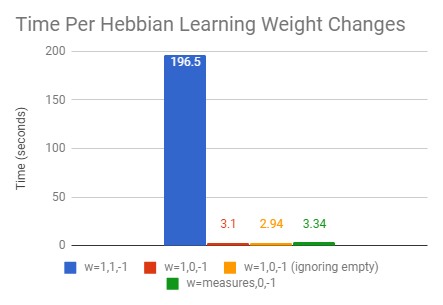 Time Per Hebbian Learning Weight Changes
Time (seconds)
200
150
100
50
0
196.5
3.1
2.94
3.34
w=1,1,-1
w=1,0,-1
w=1,0,-1 (ignoring empty)
w=measures,0,-1